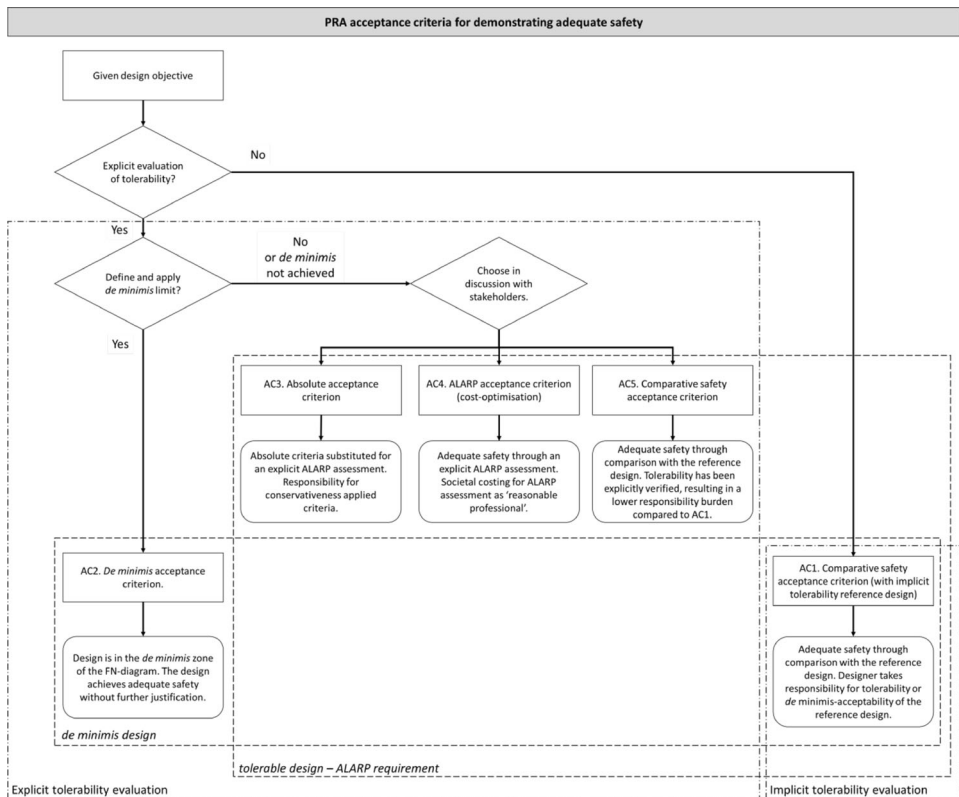 PRA acceptance criteria for demonstrating adequate safety
Given design objective
Explicit evaluation
of tolerability?
No
Yes
Define and apply
de minimis limit?
No
or de minimis
not achieved
Choose in
discussion with
stakeholders.
Yes
AC3. Absolute acceptance
criterion
AC4. ALARP acceptance criterion
(cost-optimisation)
AC5. Comparative safety
acceptance criterion
Absolute criteria substituted for
an explicit ALARP assessment.
Responsibility for
conservativeness applied
criteria.
Adequate safety through an
explicit ALARP assessment.
Societal costing for ALARP
assessment as ‘reasonable
professional’.
Adequate safety through
comparison with the reference
design. Tolerability has been
explicitly verified, resulting in a
lower responsibility burden
compared to AC1.
AC2. De minimis acceptance
criterion.
AC1. Comparative safety
acceptance criterion (with implicit
tolerability reference design)
Design is in the de minimis zone
of the FN-diagram. The design
achieves adequate safety
without further justification.
Adequate safety through
comparison with the reference
design. Designer takes
responsibility for tolerability or
de minimis-acceptability of the
reference design.
de minimis design
tolerable design – ALARP requirement
Explicit tolerability evaluation
Implicit tolerability evaluation